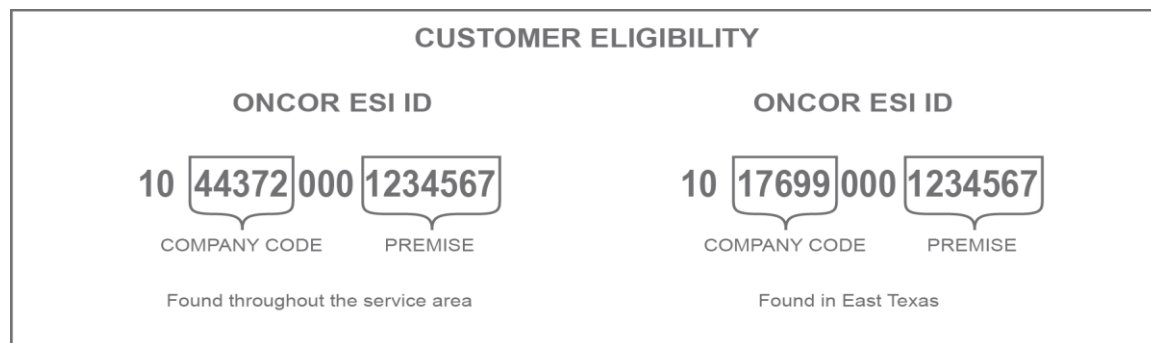 CUSTOMER ELIGIBILITY
ONCOR ESI ID
10 44372 000 1234567
COMPANY CODE PREMISE
Found throughout the service area
ONCOR ESI ID
10 17699 000 1234567
COMPANY CODE PREMISE
Found in East Texas